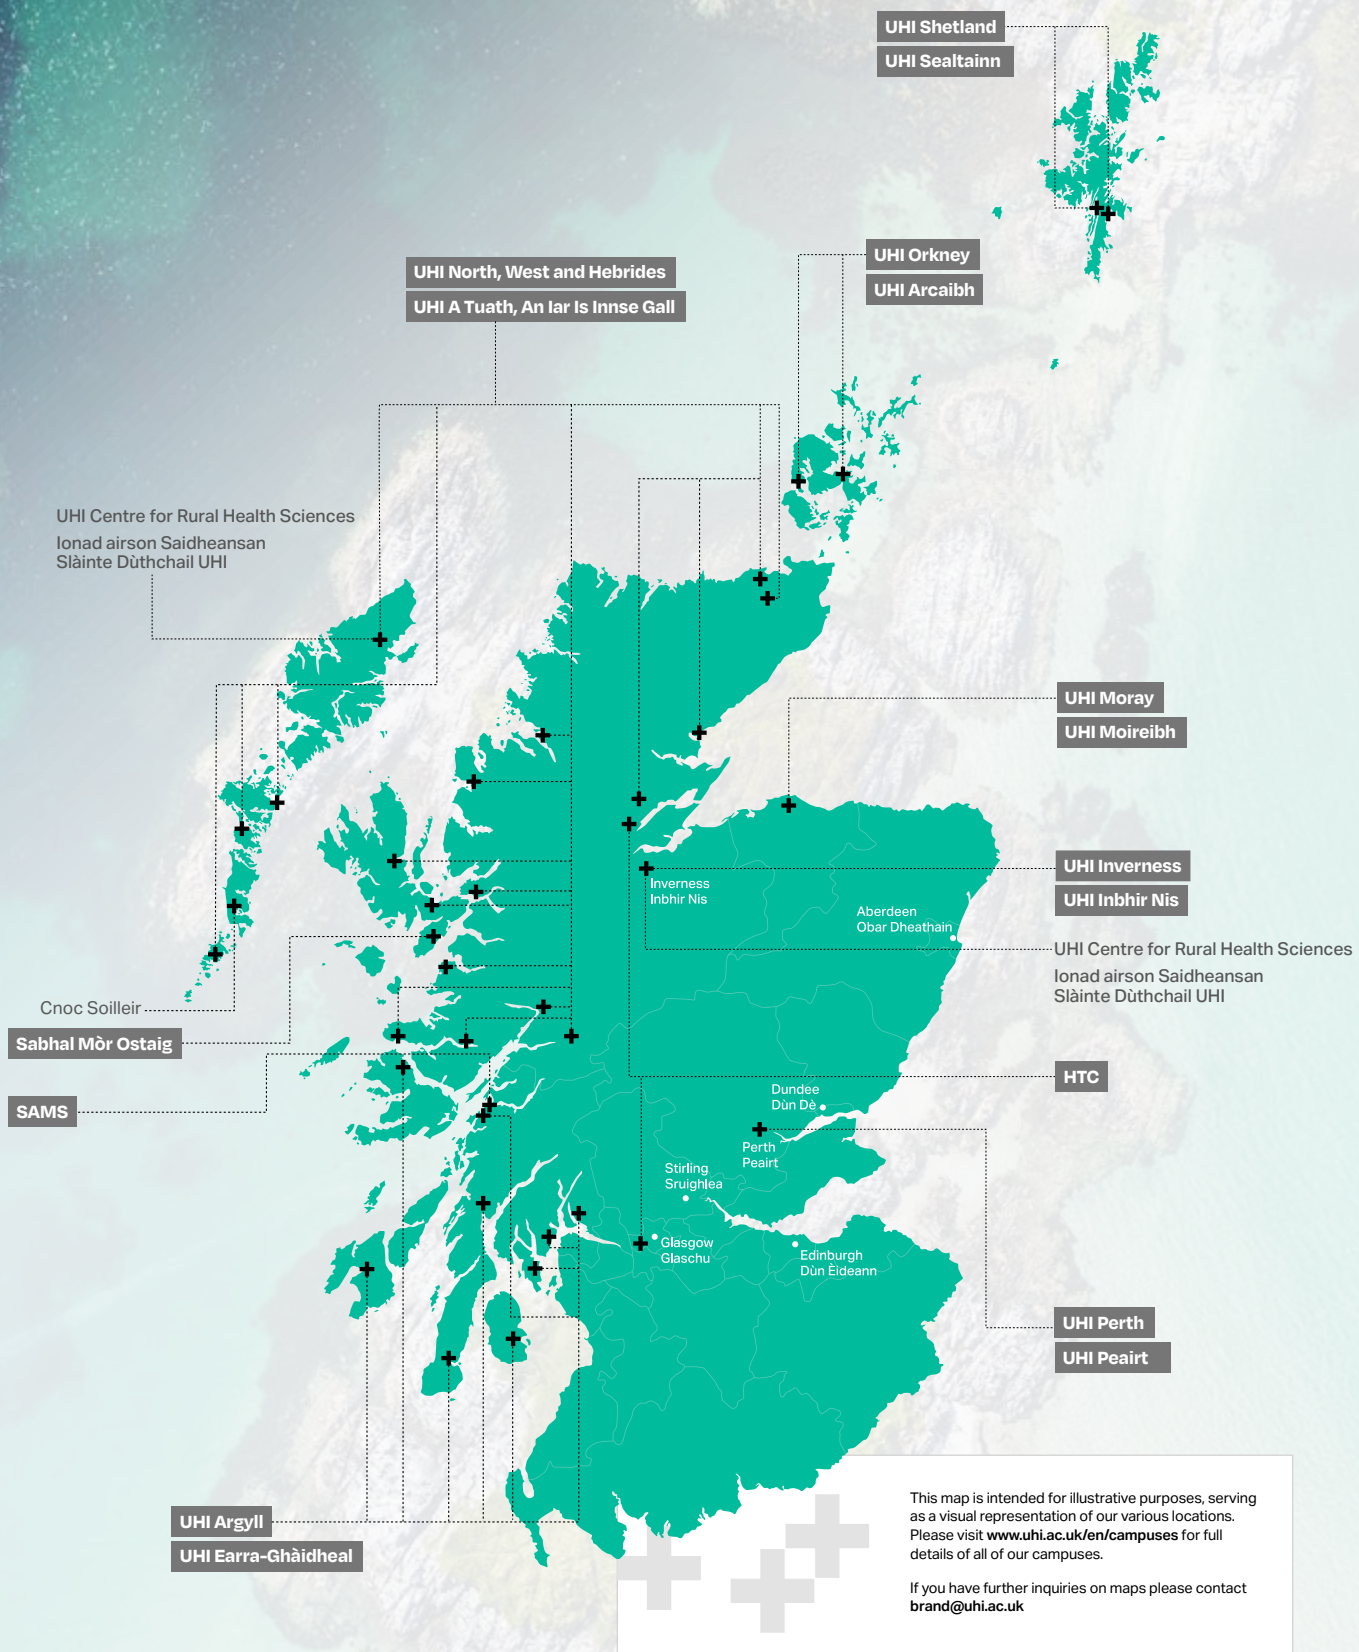 UHI Shetland
UHI Sealtainn
UHI Orkney
UHI Arcaibh
UHI North, West and Hebrides
UHI A Tuath, An Iar Is Innse Gall
UHI Centre for Rural Health Sciences
Ionad airson Saidheansan
Slàinte Dùthchail UHI
UHI Moray
UHI Moireibh
UHI Inverness
UHI Inbhir Nis
Inverness
Inbhir Nis
Aberdeen
Obar Dheathain
UHI Centre for Rural Health Sciences
Ionad airson Saidheansan
Slàinte Dùthchail UHI
Cnoc Soilleir
Sabhal Mòr Ostaig
SAMS
HTC
Dundee
Dùn Dè
Perth
Peairt
Stirling
Sruighlea
Glasgow
Glaschu
Edinburgh
Dùn Èideann
UHI Perth
UHI Peairt
UHI Argyll
UHI Earra-Ghàidheal
This map is intended for illustrative purposes, serving
as a visual representation of our various locations.
Please visit www.uhi.ac.uk/en/campuses for full
details of all of our campuses.
If you have further inquiries on maps please contact
brand@uhi.ac.uk